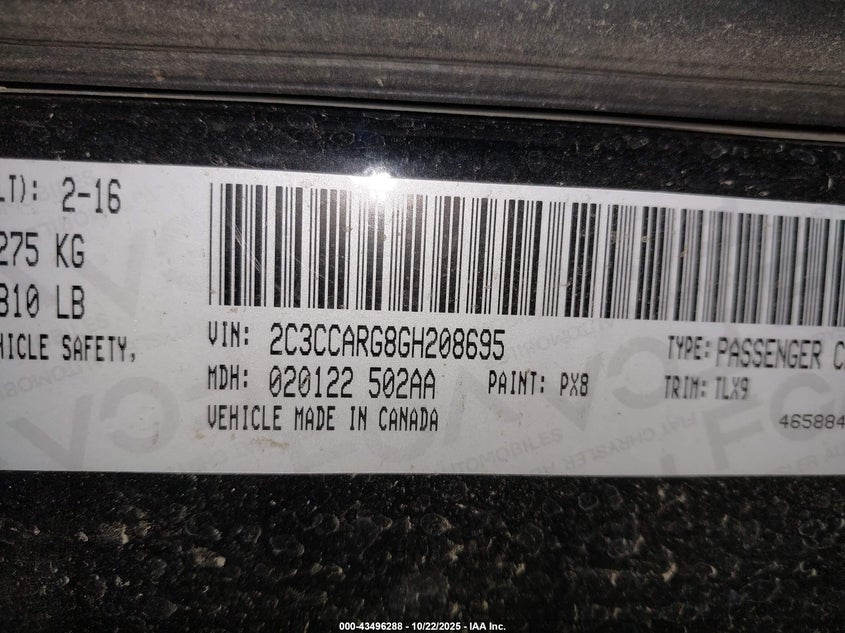 LT): 2-16
275 KG
810 LB
HICLE SAFETY,
VIN: 2C3CCARG8GH208695
TYPE: PASSENGER C
MDH: 020122 502AA
PAINT: PX8
TRIM: TLX9
VEHICLE MADE IN CANADA
465884
000-43496288 - 10/22/2025 - IAA Inc.